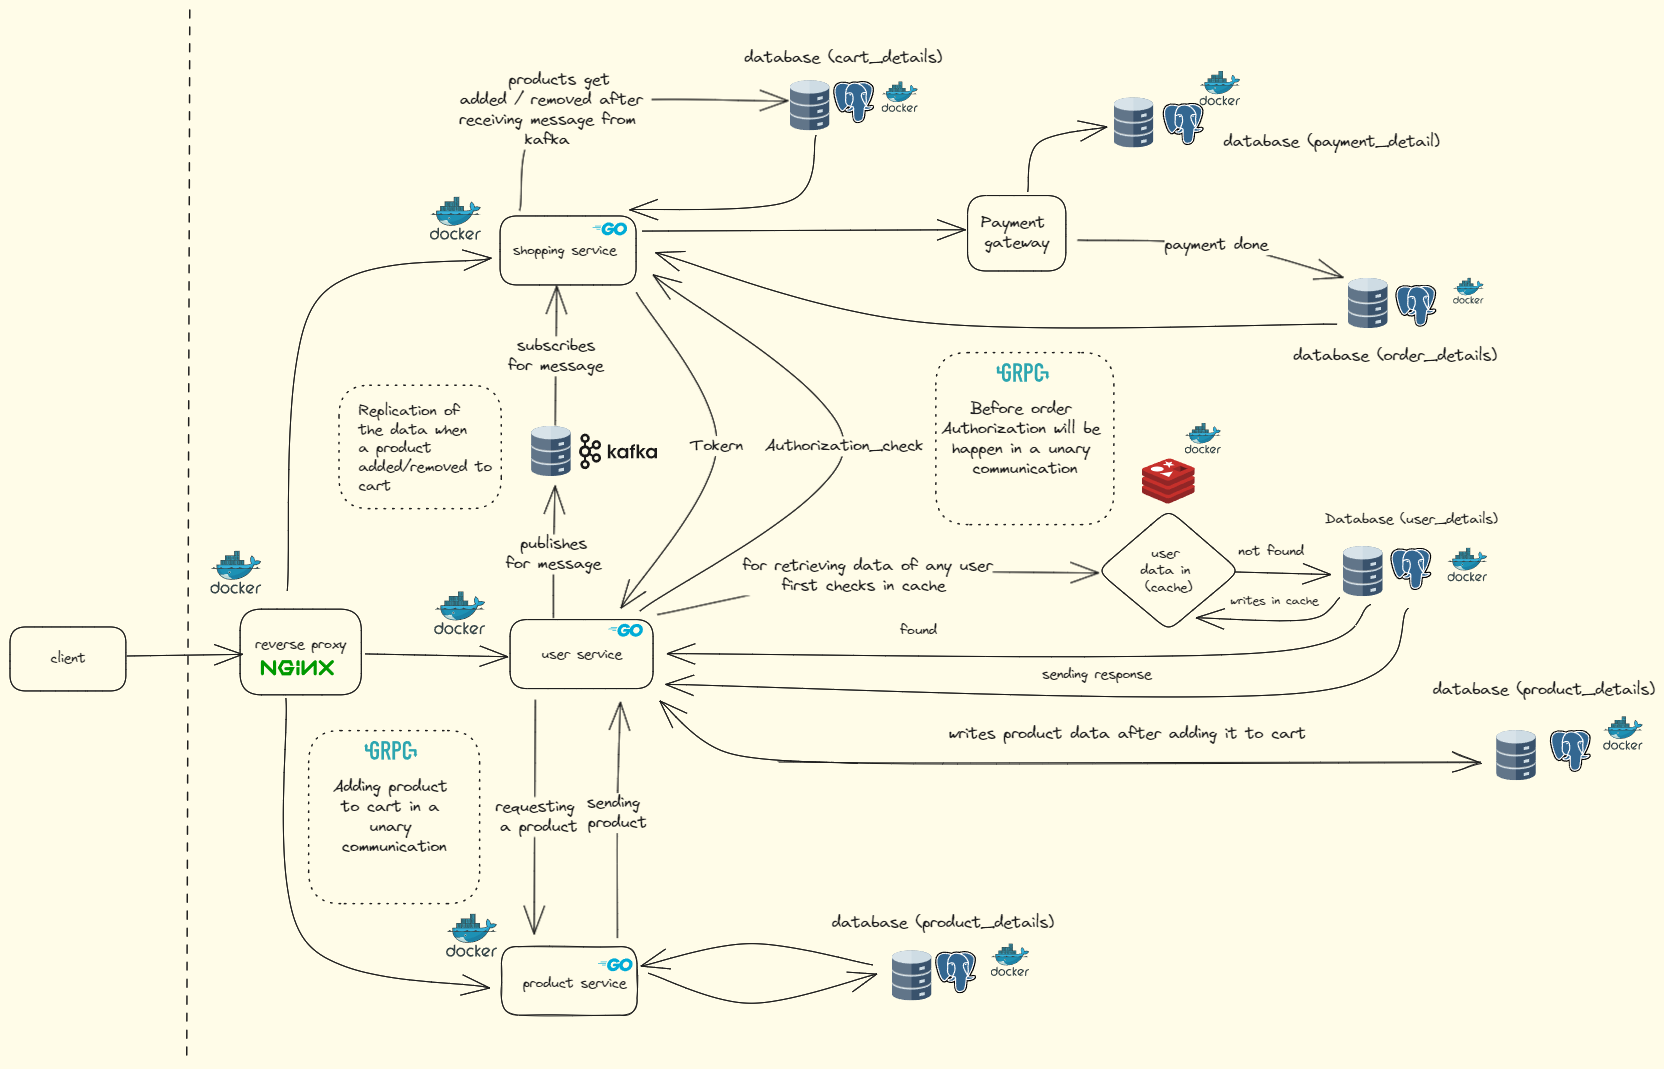 database (cart_details)
products get
added / removed after
receiving message from
kafka
docker
docker
database (payment_detail)
docker
GO
shopping service
Payment
gateway
payment done
docker
database (order_details)
subscribes
for message
GRPC
Before order
Authorization will be
happen in a unary
communication
Replication of
the data when
a product
added/removed to
cart
kafka
Tokern
Authorization_check
docker
publishes
for message
for retrieving data of any user
first checks in cache
user
data in
(cache)
not found
writes in cache
Database (user_details)
docker
docker
docker
client
reverse proxy
NGINX
GO
user service
found
sending response
database (product_details)
docker
writes product data after adding it to cart
GRPC
Adding product
to cart in a
unary
communication
requesting
a product
sending
product
docker
GO
product service
database (product_details)
docker